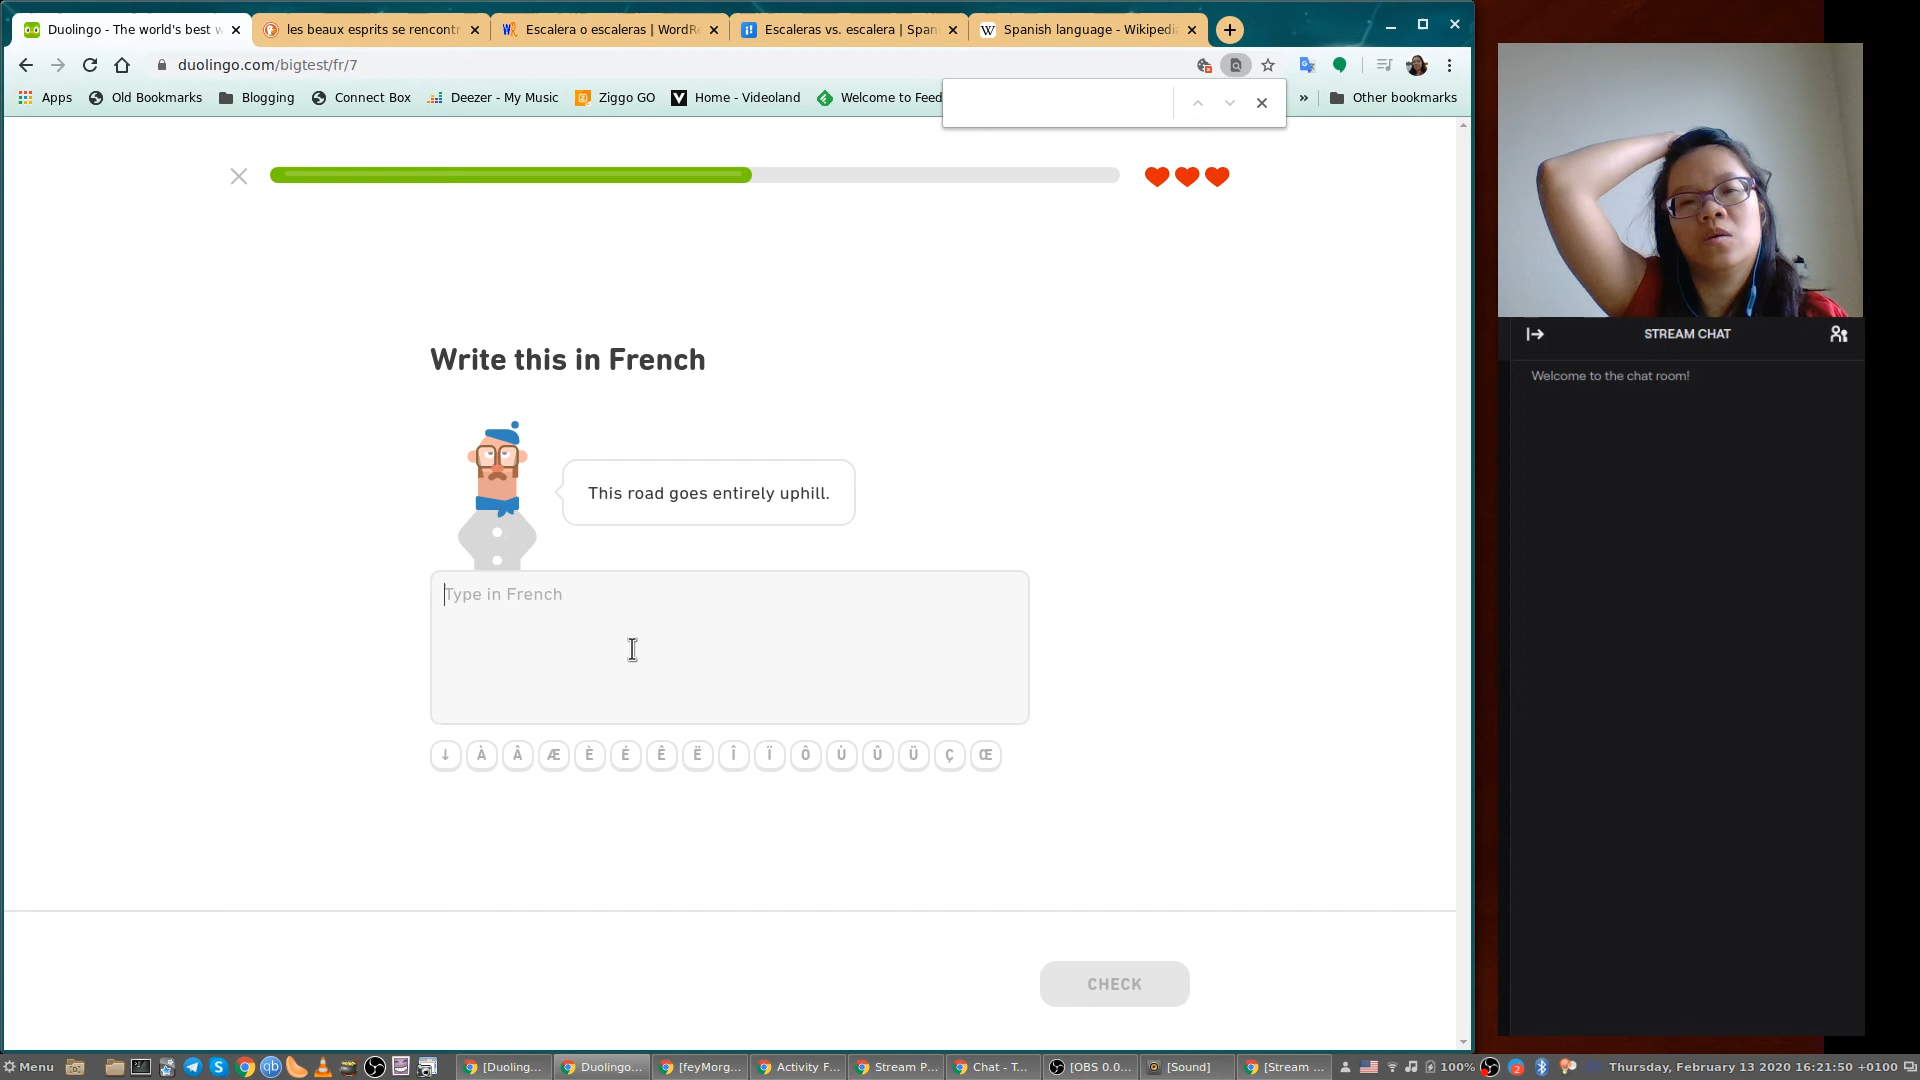 Duolingo - The world's best w
les beaux esprits se rencontr
Escalera o escaleras | WordR
Escaleras vs. escalera | Span
Spanish language - Wikipedi
duolingo.com/bigtest/fr/7
Apps
Old Bookmarks
Blogging
Connect Box
Deezer - My Music
Ziggo GO
Home - Videoland
Welcome to Feed
»
Other bookmarks
Write this in French
This road goes entirely uphill.
Type in French
↓ À Â Æ È É Ê Ë Î Ï Ô Ù Û Ü Ç Œ
CHECK
STREAM CHAT
Welcome to the chat room!
Menu
[Duoling...
Duolingo...
[feyMorg...
Activity F...
Stream P...
Chat - T...
[OBS 0.0...
[Sound]
[Stream ...
100%
2
Thursday, February 13 2020 16:21:50 +0100